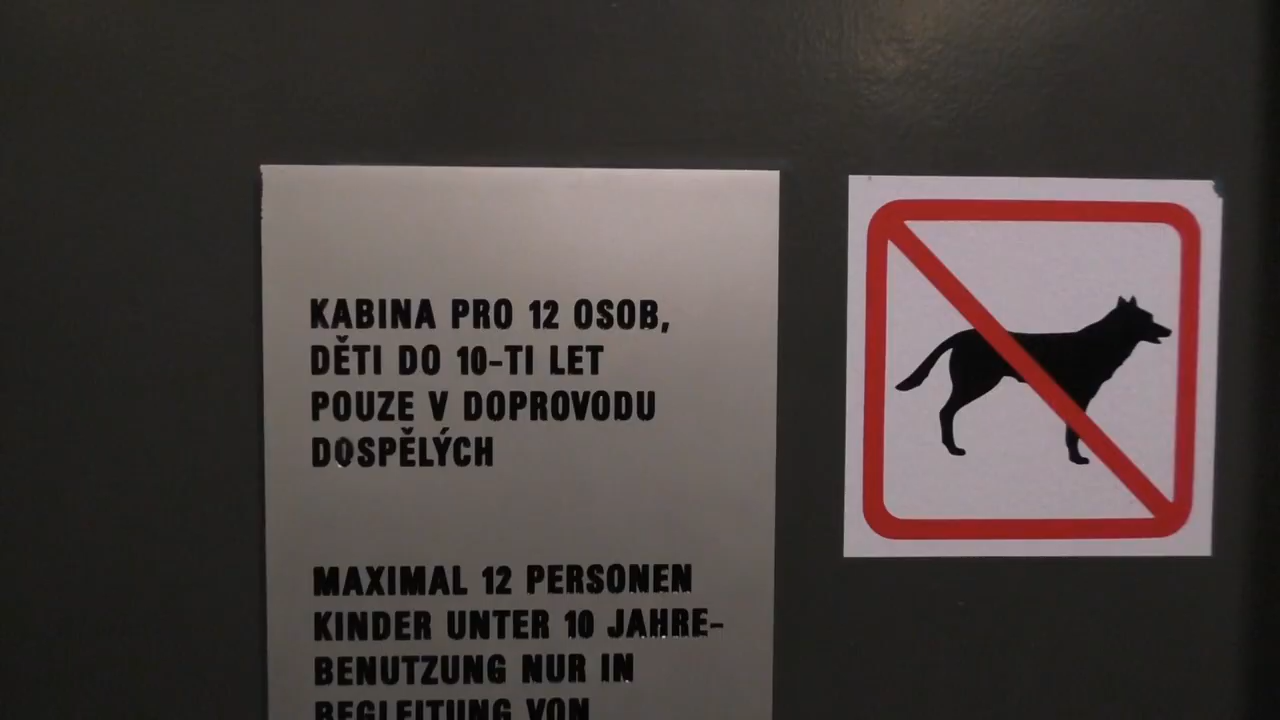 KABINA PRO 12 OSOB,
DĚTI DO 10-TI LET
POUZE V DOPROVODU
DOSPĚLÝCH
MAXIMAL 12 PERSONEN
KINDER UNTER 10 JAHRE-
BENUTZUNG NUR IN
BEGLEITUNG VON